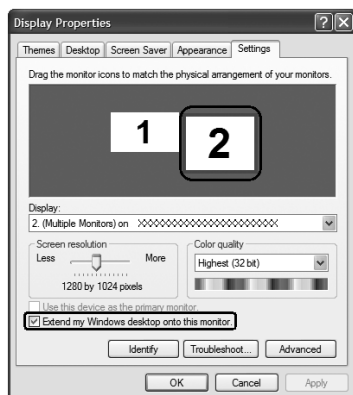 Display Properties
Themes Desktop Screen Saver Appearance Settings
Drag the monitor icons to match the physical arrangement of your monitors.
1 2
Display:
2. (Multiple Monitors) on XXXXXXXXXXXXXXXXXXXXXXX
Screen resolution Color quality
Less More Highest (32 bit)
1280 by 1024 pixels
Use this device as the primary monitor.
Extend my Windows desktop onto this monitor.
Identify Troubleshoot... Advanced
OK Cancel Apply